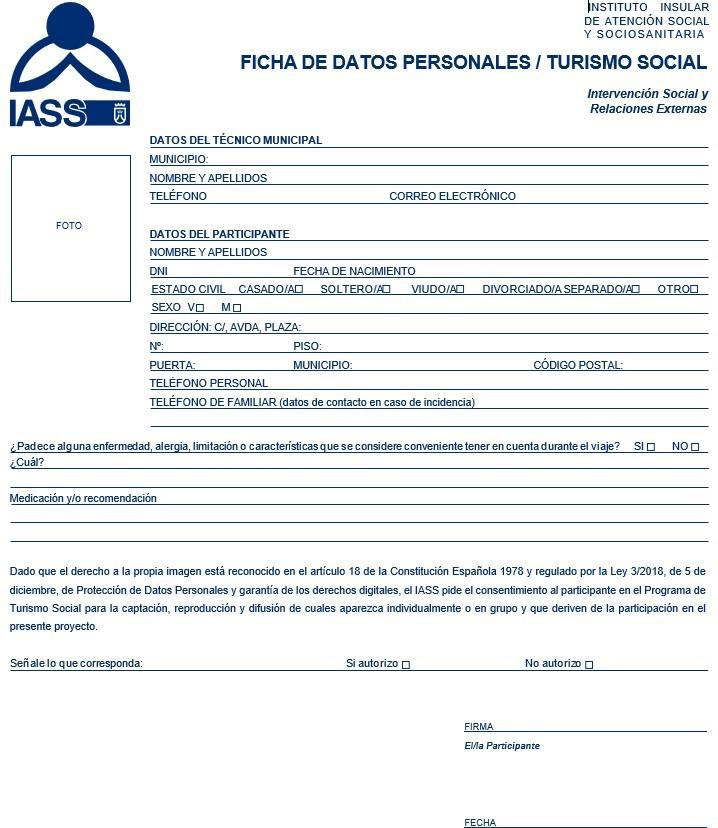 INSTITUTO INSULAR
DE ATENCIÓN SOCIAL
Y SOCIOSANITARIA
FICHA DE DATOS PERSONALES / TURISMO SOCIAL
Intervención Social y
Relaciones Externas
IASS
FOTO
DATOS DEL TÉCNICO MUNICIPAL
MUNICIPIO:
NOMBRE Y APELLIDOS
TELÉFONO CORREO ELECTRÓNICO
DATOS DEL PARTICIPANTE
NOMBRE Y APELLIDOS
DNI FECHA DE NACIMIENTO
ESTADO CIVIL CASADO/A☐ SOLTERO/A☐ VIUDO/A☐ DIVORCIADO/A SEPARADO/A☐ OTRO☐
SEXO V☐ M☐
DIRECCIÓN: C/, AVDA, PLAZA:
Nº: PISO:
PUERTA: MUNICIPIO: CÓDIGO POSTAL:
TELÉFONO PERSONAL
TELÉFONO DE FAMILIAR (datos de contacto en caso de incidencia)
¿Padece alguna enfermedad, alergia, limitación o características que se considere conveniente tener en cuenta durante el viaje? SI ☐ NO ☐
¿Cuál?
Medicación y/o recomendación
Dado que el derecho a la propia imagen está reconocido en el artículo 18 de la Constitución Española 1978 y regulado por la Ley 3/2018, de 5 de
diciembre, de Protección de Datos Personales y garantía de los derechos digitales, el IASS pide el consentimiento al participante en el Programa de
Turismo Social para la captación, reproducción y difusión de cuales aparezca individualmente o en grupo y que deriven de la participación en el
presente proyecto.
Señale lo que corresponda: Si autorizo ☐ No autorizo ☐
FIRMA
El/la Participante
FECHA